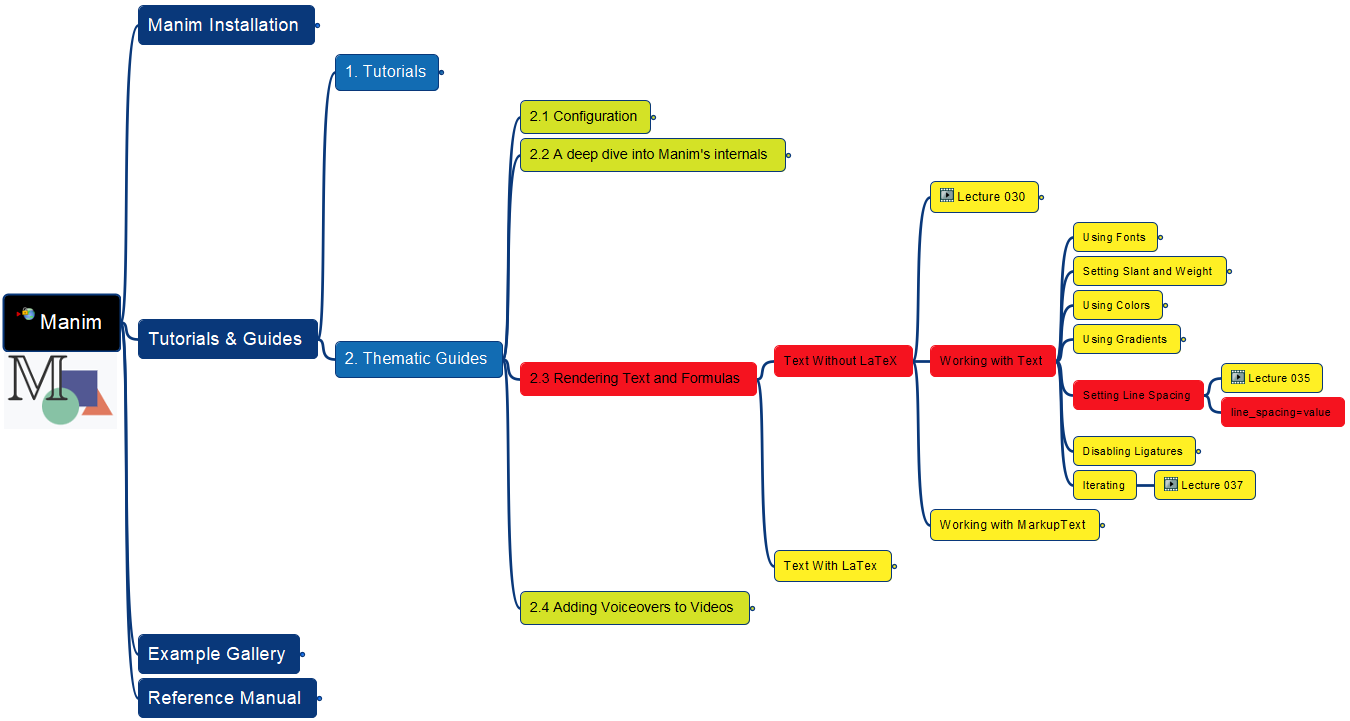 Manim
M
Manim Installation
Tutorials & Guides
1. Tutorials
2. Thematic Guides
2.1 Configuration
2.2 A deep dive into Manim's internals
2.3 Rendering Text and Formulas
Text Without LaTeX
Lecture 030
Working with Text
Using Fonts
Setting Slant and Weight
Using Colors
Using Gradients
Setting Line Spacing
Lecture 035
line_spacing=value
Disabling Ligatures
Iterating
Lecture 037
Working with MarkupText
Text With LaTex
2.4 Adding Voiceovers to Videos
Example Gallery
Reference Manual